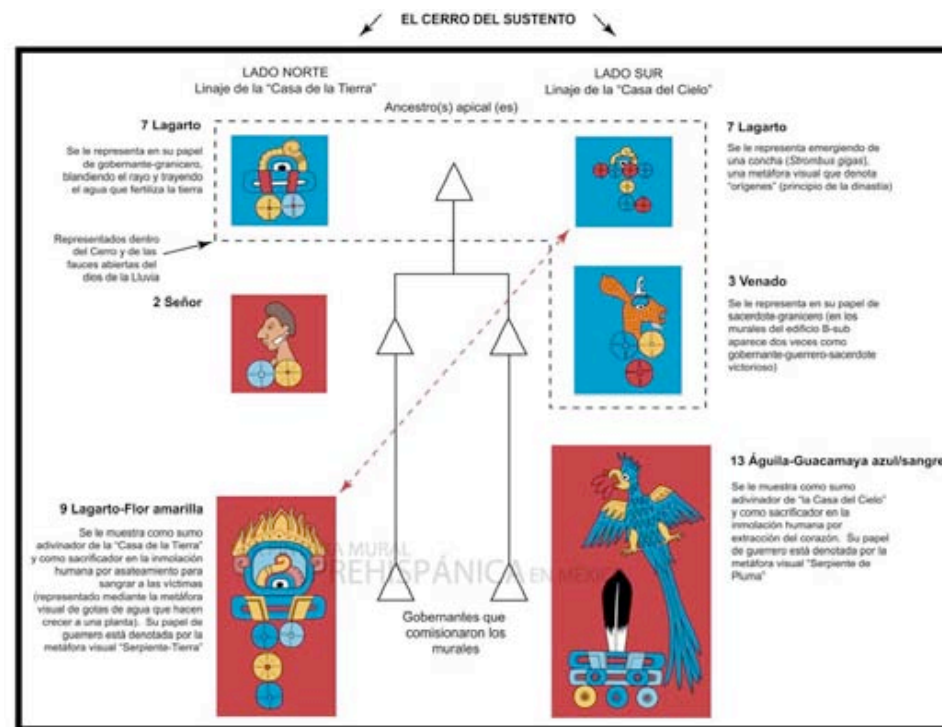 EL CERRO DEL SUSTENTO
LADO NORTE
Linaje de la "Casa de la Tierra"
LADO SUR
Linaje de la "Casa del Cielo"
Ancestro(s) apical (es)
7 Lagarto
Se le representa en su papel
de gobernante-granicero,
blandiendo el rayo y trayendo
el agua que fertiliza la tierra
Representados dentro
del Cerro y de las
fauces abiertas del
dios de la Lluvia
2 Señor
9 Lagarto-Flor amarilla
Se le muestra como sumo
adivinador de la "Casa de la Tierra"
y como sacrificador en la inmolación
humana por asaetamiento para
sangrar a las víctimas
(representado mediante la metáfora
visual de gotas de agua que hacen
crecer a una planta). Su papel de
guerrero está denotada por la
metáfora visual "Serpiente-Tierra"
7 Lagarto
Se le representa emergiendo de
una concha (Strombus gigas),
una metáfora visual que denota
"orígenes" (principio de la dinastía)
3 Venado
Se le representa en su papel de
sacerdote-granicero (en los
murales del edificio B-sub
aparece dos veces como
gobernante-guerrero-sacerdote
victorioso)
13 Águila-Guacamaya azul/sangre
Se le muestra como sumo
adivinador de "la Casa del Cielo"
y como sacrificador en la
inmolación humana por
extracción del corazón. Su papel
de guerrero está denotada por la
metáfora visual "Serpiente de
Pluma"
MURAL
PREHISPÁNICA EN MÉXICO
Gobernantes que
comisionaron los
murales